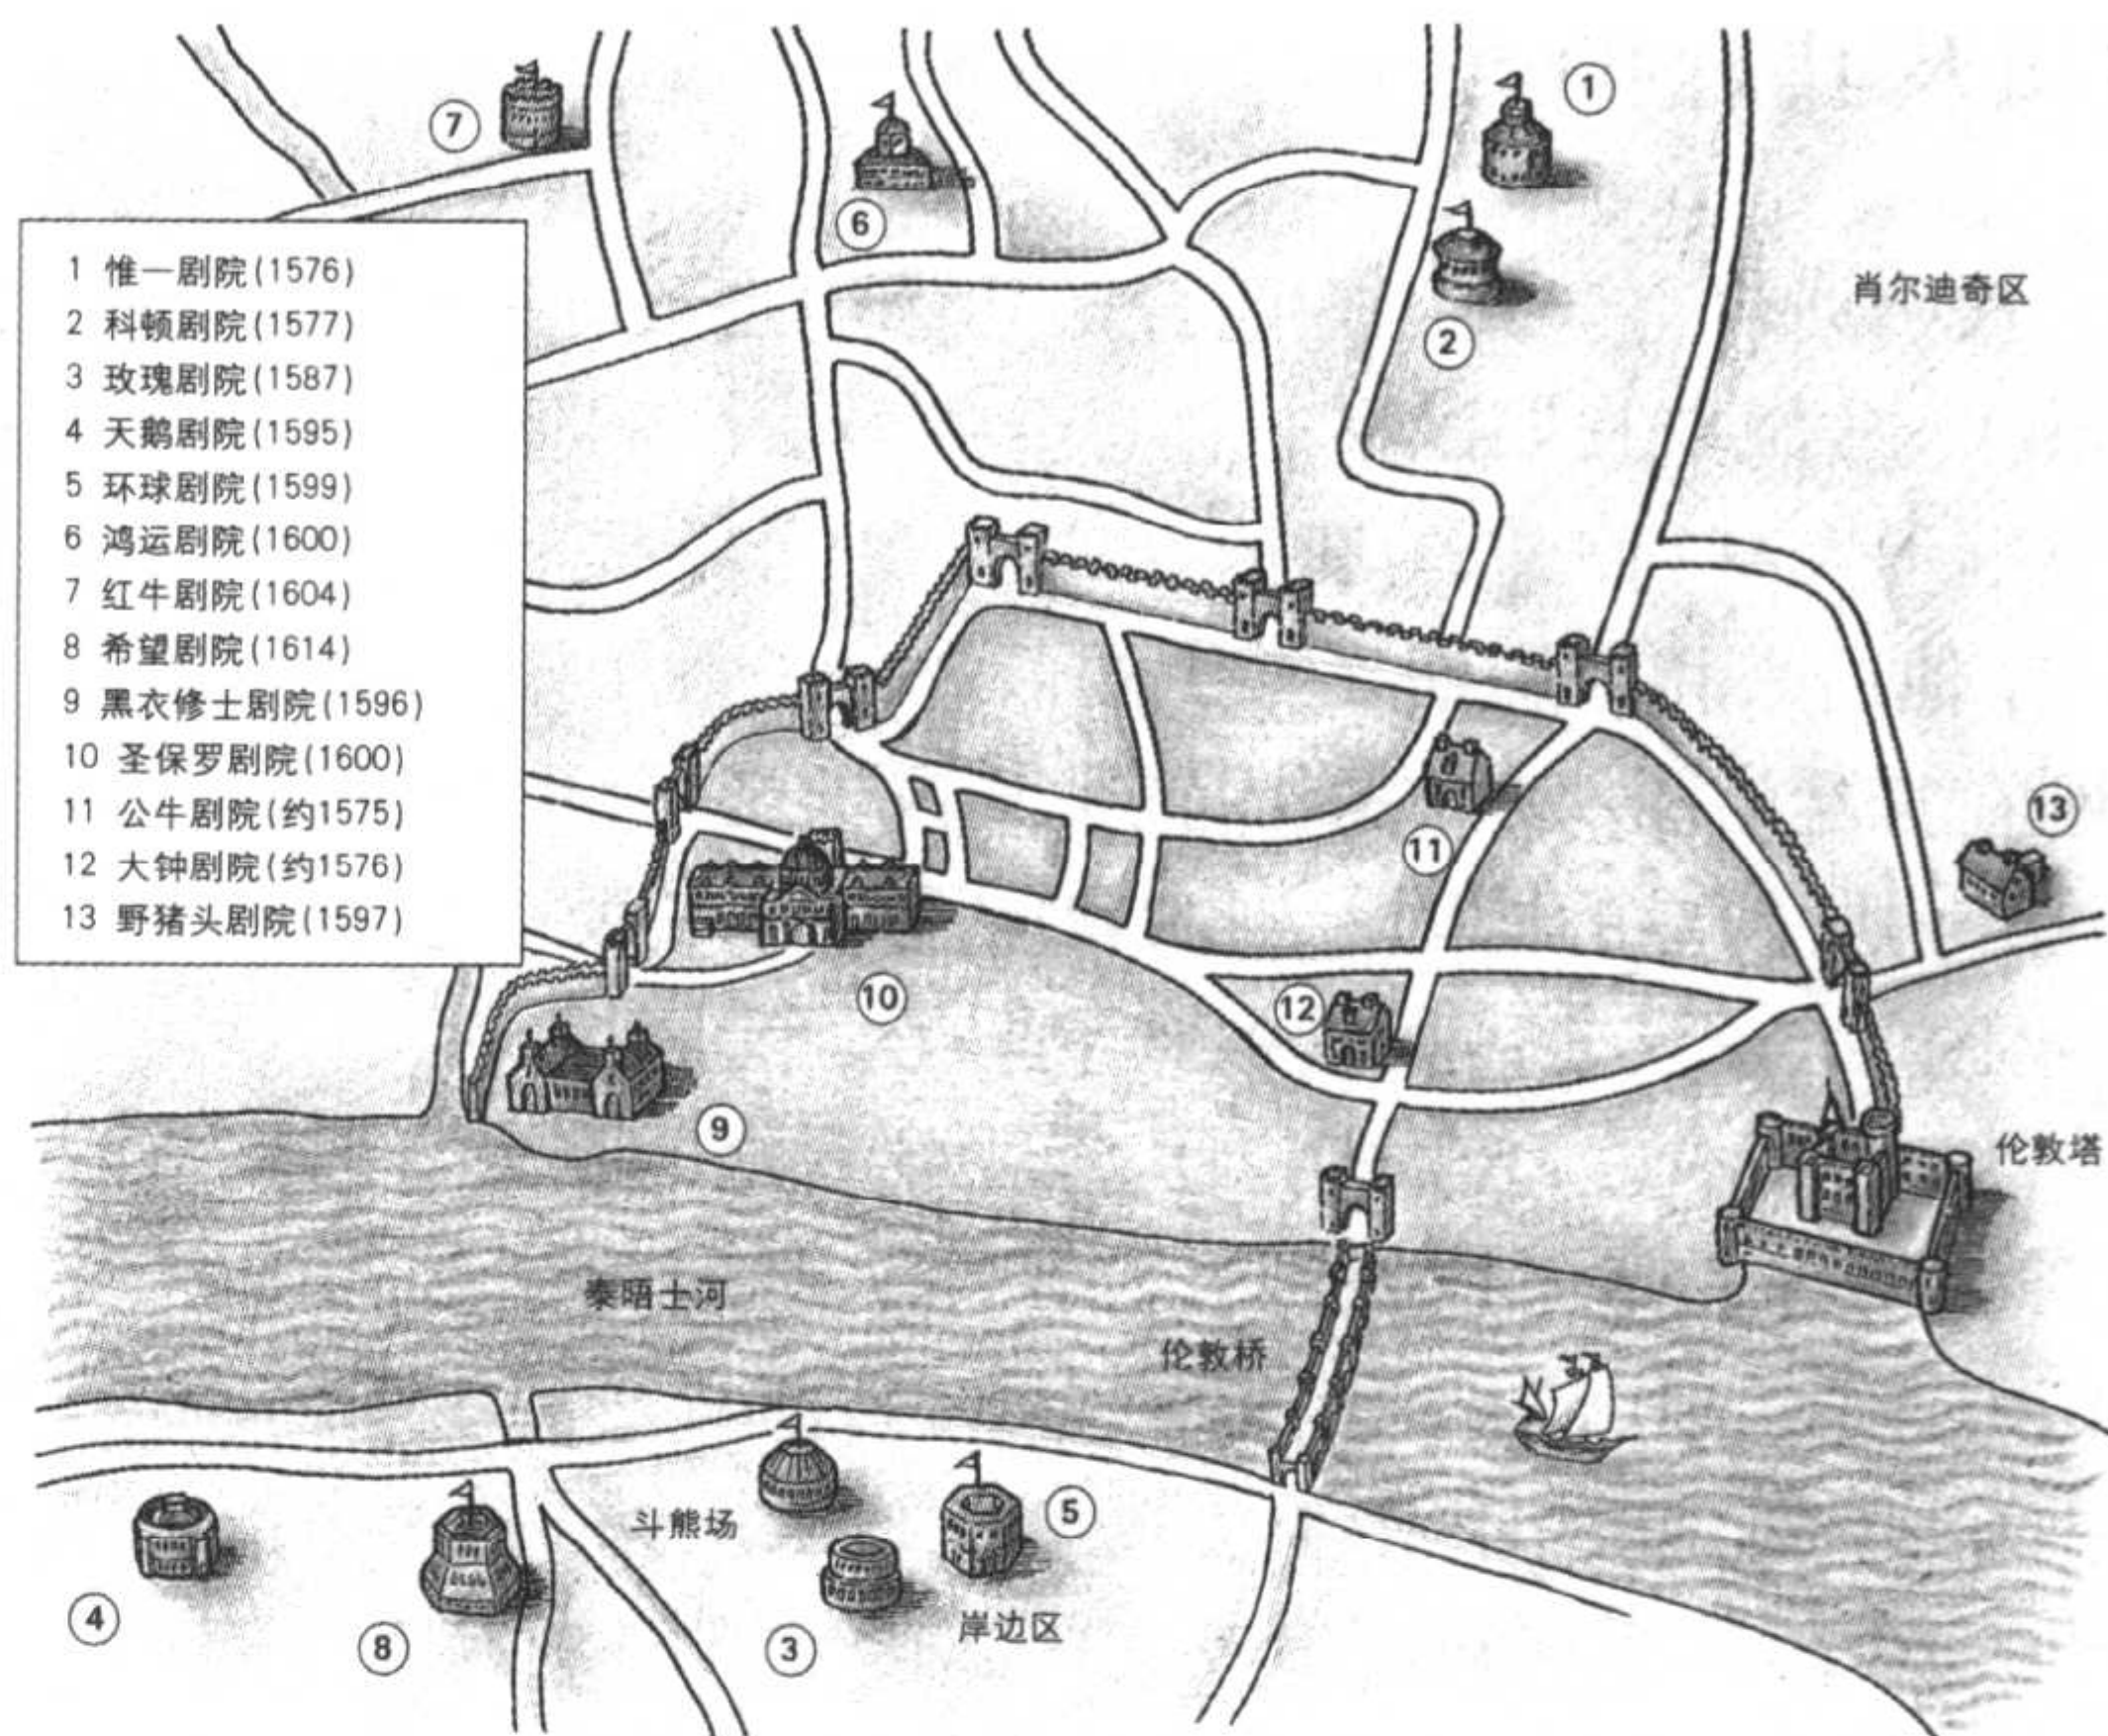 1 惟一剧院(1576)
2 科顿剧院(1577)
3 玫瑰剧院(1587)
4 天鹅剧院(1595)
5 环球剧院(1599)
6 鸿运剧院(1600)
7 红牛剧院(1604)
8 希望剧院(1614)
9 黑衣修士剧院(1596)
10 圣保罗剧院(1600)
11 公牛剧院(约1575)
12 大钟剧院(约1576)
13 野猪头剧院(1597)
1
7
6
肖尔迪奇区
2
13
11
10
12
9
伦敦塔
泰晤士河
伦敦桥
斗熊场
5
4
8
3
岸边区